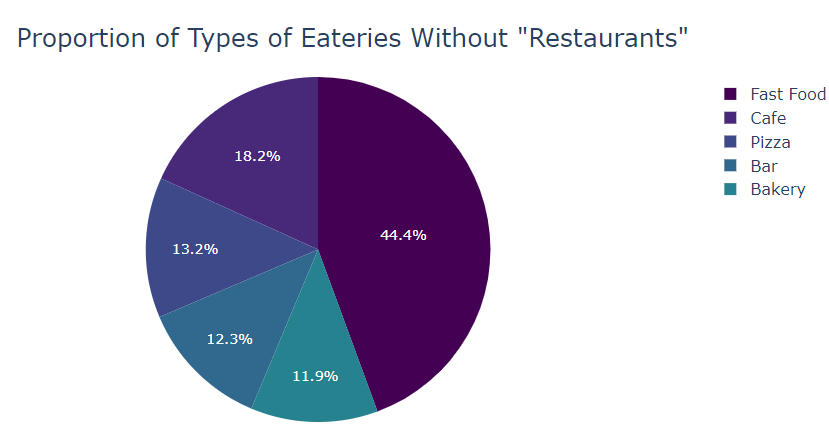 Proportion of Types of Eateries Without "Restaurants"
Fast Food
Cafe
Pizza
Bar
Bakery
18.2%
44.4%
13.2%
12.3%
11.9%